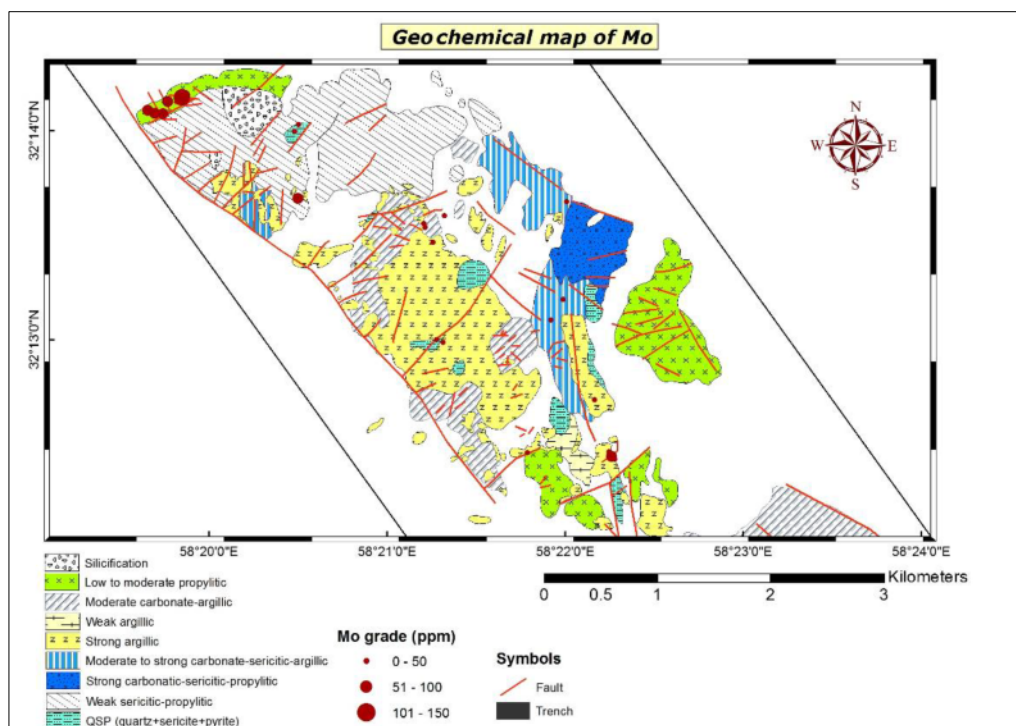 Geochemical map of Mo
32°14'0"N
32°13'0"N
N
W E
S
58°20'0"E 58°21'0"E 58°22'0"E 58°23'0"E 58°24'0"E
Kilometers
0 0.5 1 2 3
Silicification
Low to moderate propylitic
Moderate carbonate-argillic
Weak argillic
Strong argillic
Moderate to strong carbonate-sericitic-argillic
Strong carbonatic-sericitic-propylitic
Weak sericitic-propylitic
QSP (quartz+sericite+pyrite)
Mo grade (ppm)
0 - 50
51 - 100
101 - 150
Symbols
Fault
Trench